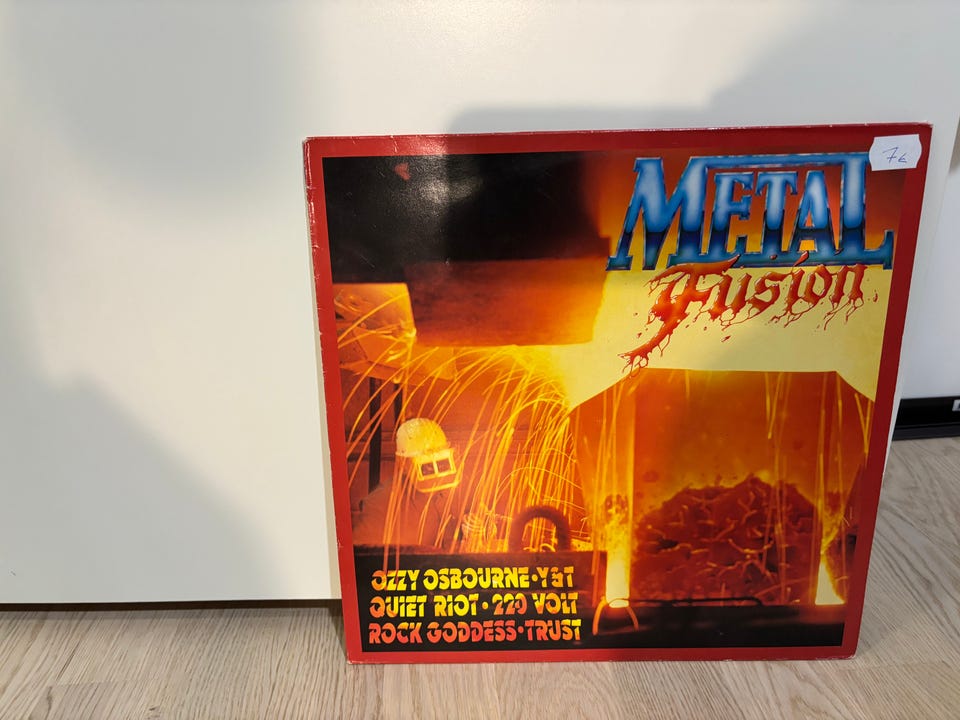 7€
METAL
Fusion
OZZY OSBOURNE·Y&T
QUIET RIOT·220 VOLT
ROCK GODDESS·TRUST